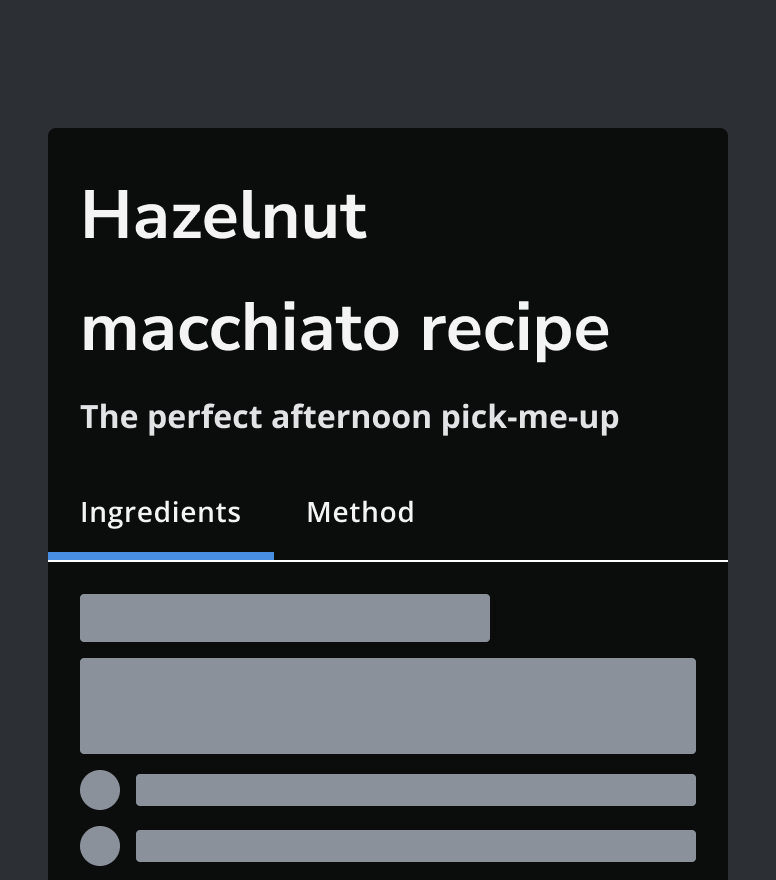 Hazelnut
macchiato recipe
The perfect afternoon pick-me-up
Ingredients Method